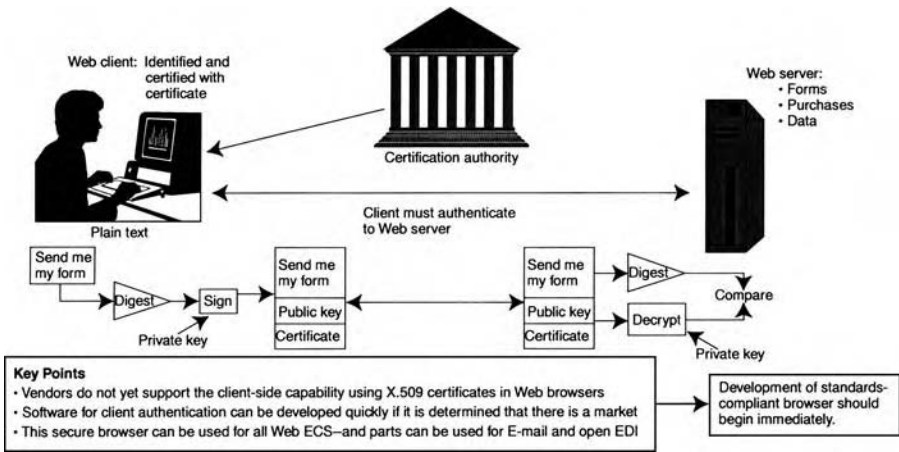 Web client: Identified and
certified with
certificate
Web server:
• Forms
• Purchases
• Data
Certification authority
Client must authenticate
to Web server
Plain text
Send me
my form
Digest
Sign
Private key
Send me
my form
Public key
Certificate
Send me
my form
Public key
Certificate
Digest
Decrypt
Compare
Private key
Key Points
• Vendors do not yet support the client-side capability using X.509 certificates in Web browsers
• Software for client authentication can be developed quickly if it is determined that there is a market
• This secure browser can be used for all Web ECS--and parts can be used for E-mail and open EDI
Development of standards-
compliant browser should
begin immediately.